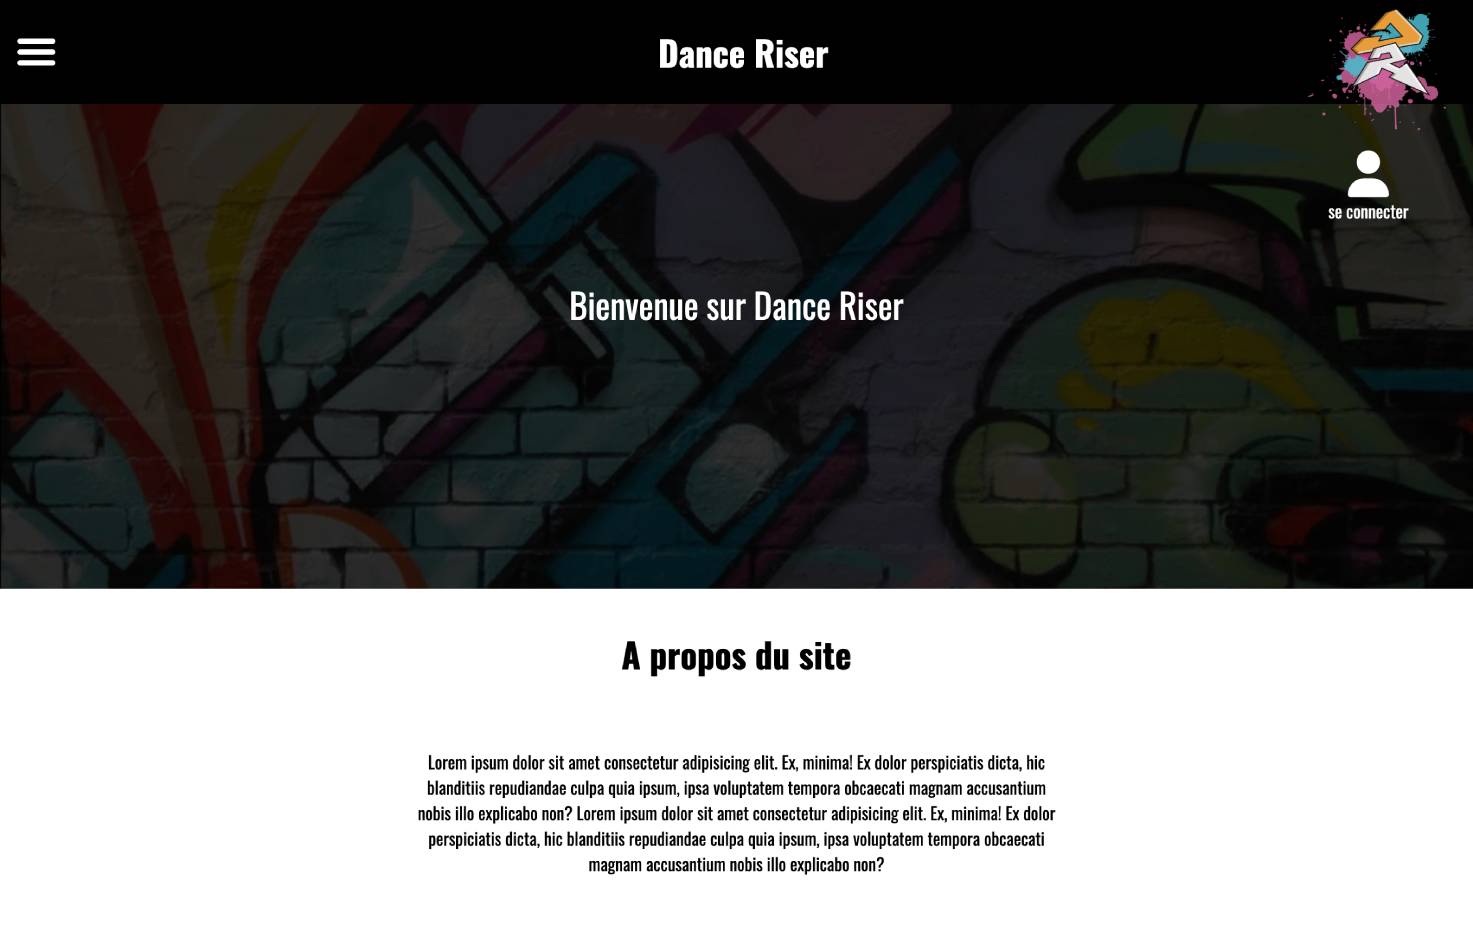 Dance Riser
se connecter
Bienvenue sur Dance Riser
A propos du site
Lorem ipsum dolor sit amet consectetur adipisicing elit. Ex, minima! Ex dolor perspiciatis dicta, hic
blanditiis repudiandae culpa quia ipsum, ipsa voluptatem tempora obcaecati magnam accusantium
nobis illo explicabo non? Lorem ipsum dolor sit amet consectetur adipisicing elit. Ex, minima! Ex dolor
perspiciatis dicta, hic blanditiis repudiandae culpa quia ipsum, ipsa voluptatem tempora obcaecati
magnam accusantium nobis illo explicabo non?